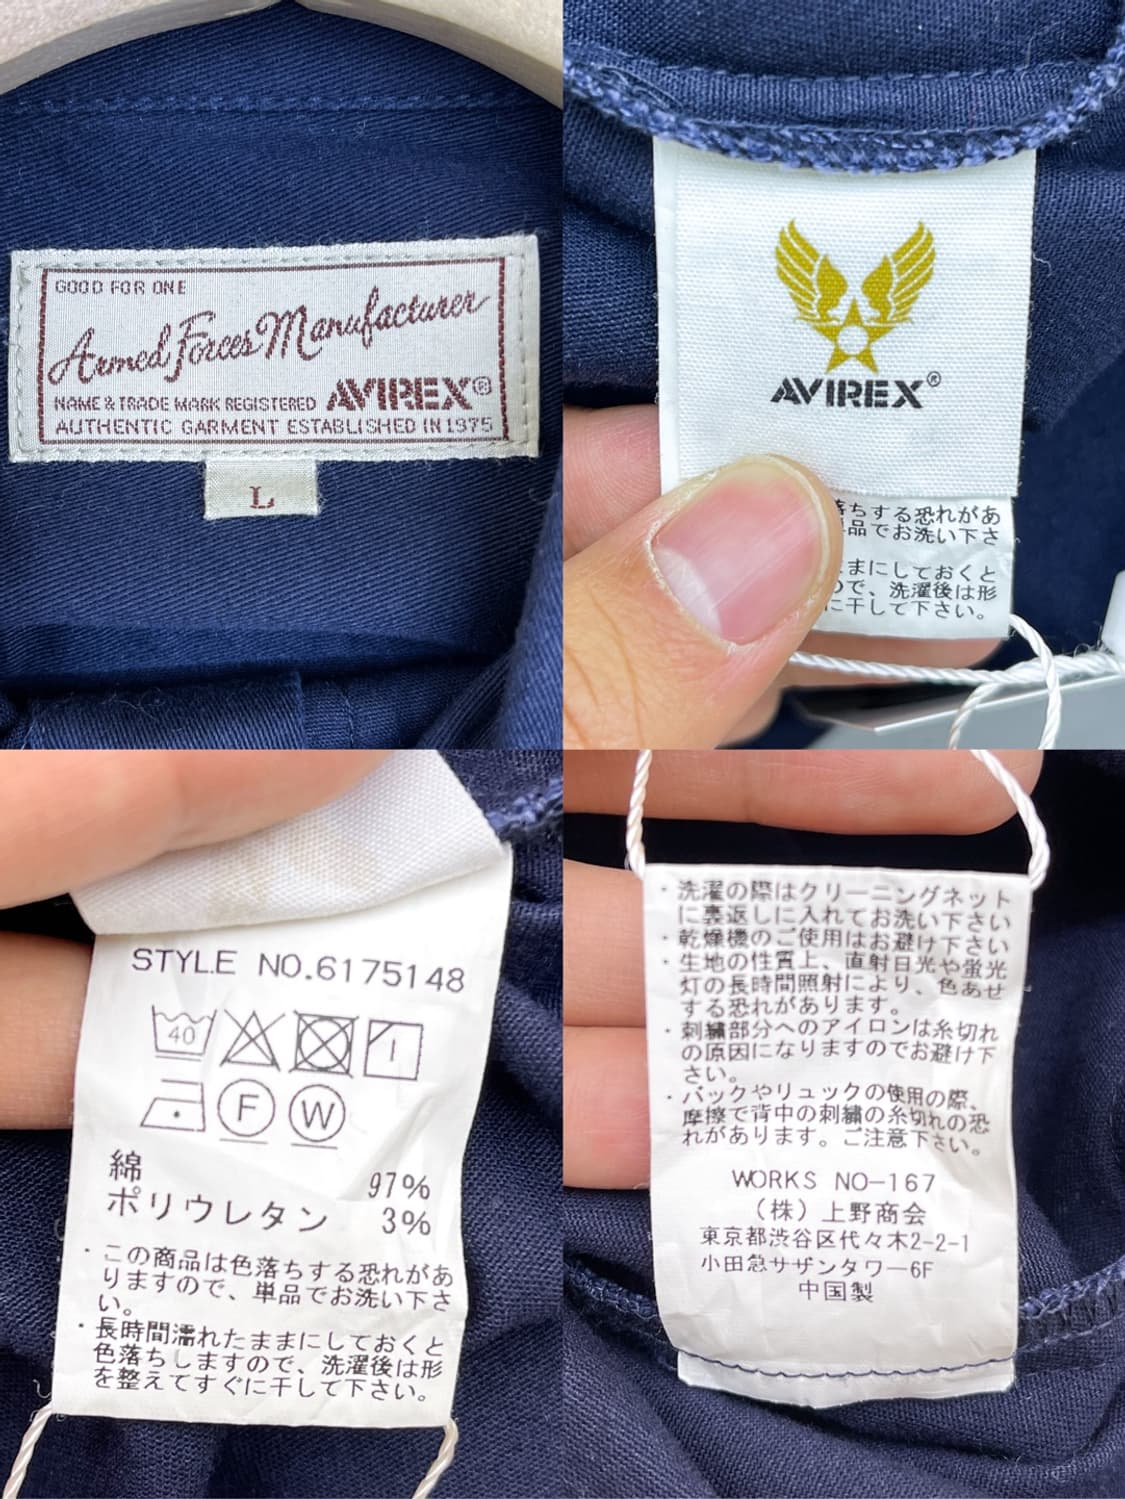 GOOD FOR ONE
Armed Forces Manufacturer
NAME & TRADE MARK REGISTERED AVIREX®
AUTHENTIC GARMENT ESTABLISHED IN 1975
L
AVIREX®
ちする恐れがあ
品でお洗い下さ
まにしておくと
ので、洗濯後は形
に干して下さい。
STYLE NO.6175148
40
F W
綿 97%
ポリウレタン 3%
・この商品は色落ちする恐れがあ
りますので、単品でお洗い下さ
い。
・長時間濡れたままにしておくと
色落ちしますので、洗濯後は形
を整えてすぐに干して下さい。
・洗濯の際はクリーニングネット
に裏返しに入れてお洗い下さい
・乾燥機のご使用はお避け下さい
・生地の性質上、直射日光や蛍光
灯の長時間照射により、色あせ
する恐れがあります。
・刺繍部分へのアイロンは糸切れ
の原因になりますのでお避け下
さい。
・バックやリュックの使用の際、
摩擦で背中の刺繍の糸切れの恐
れがあります。ご注意下さい。
WORKS NO-167
(株)上野商会
東京都渋谷区代々木2-2-1
小田急サザンタワー6F
中国製